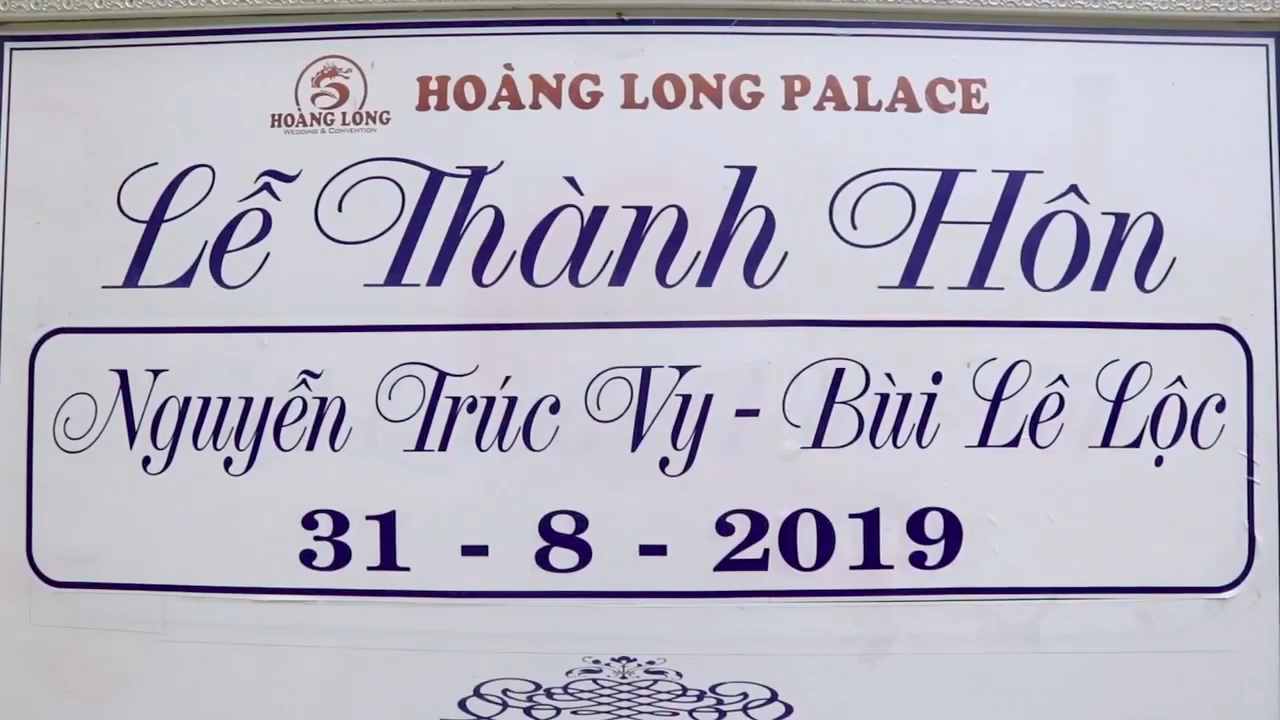 HOÀNG LONG
WEDDING & CONVENTION
HOÀNG LONG PALACE
Lễ Thành Hôn
Nguyễn Trúc Vy - Bùi Lê Lộc
31 - 8 - 2019